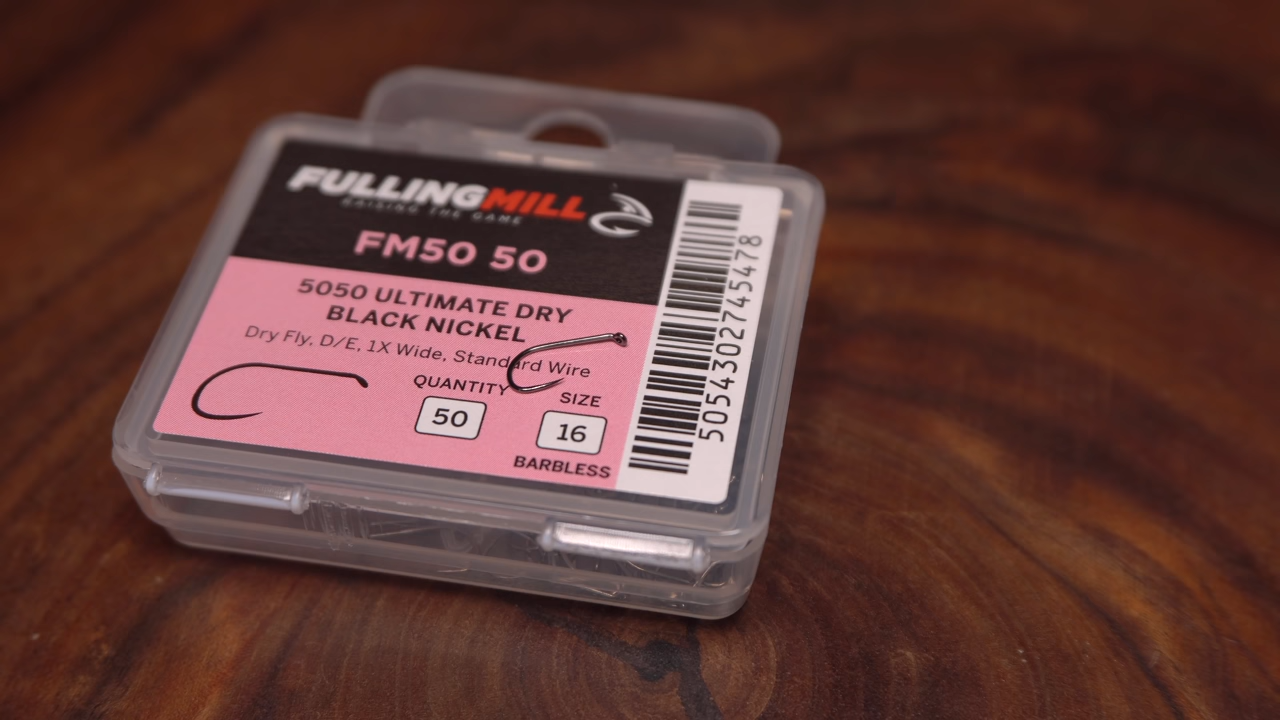 FULLINGMILL
RAISING THE GAME
FM50 50
5050 ULTIMATE DRY
BLACK NICKEL
Dry Fly, D/E, 1X Wide, Standard Wire
QUANTITY
50
SIZE
16
BARBLESS
5054302745478